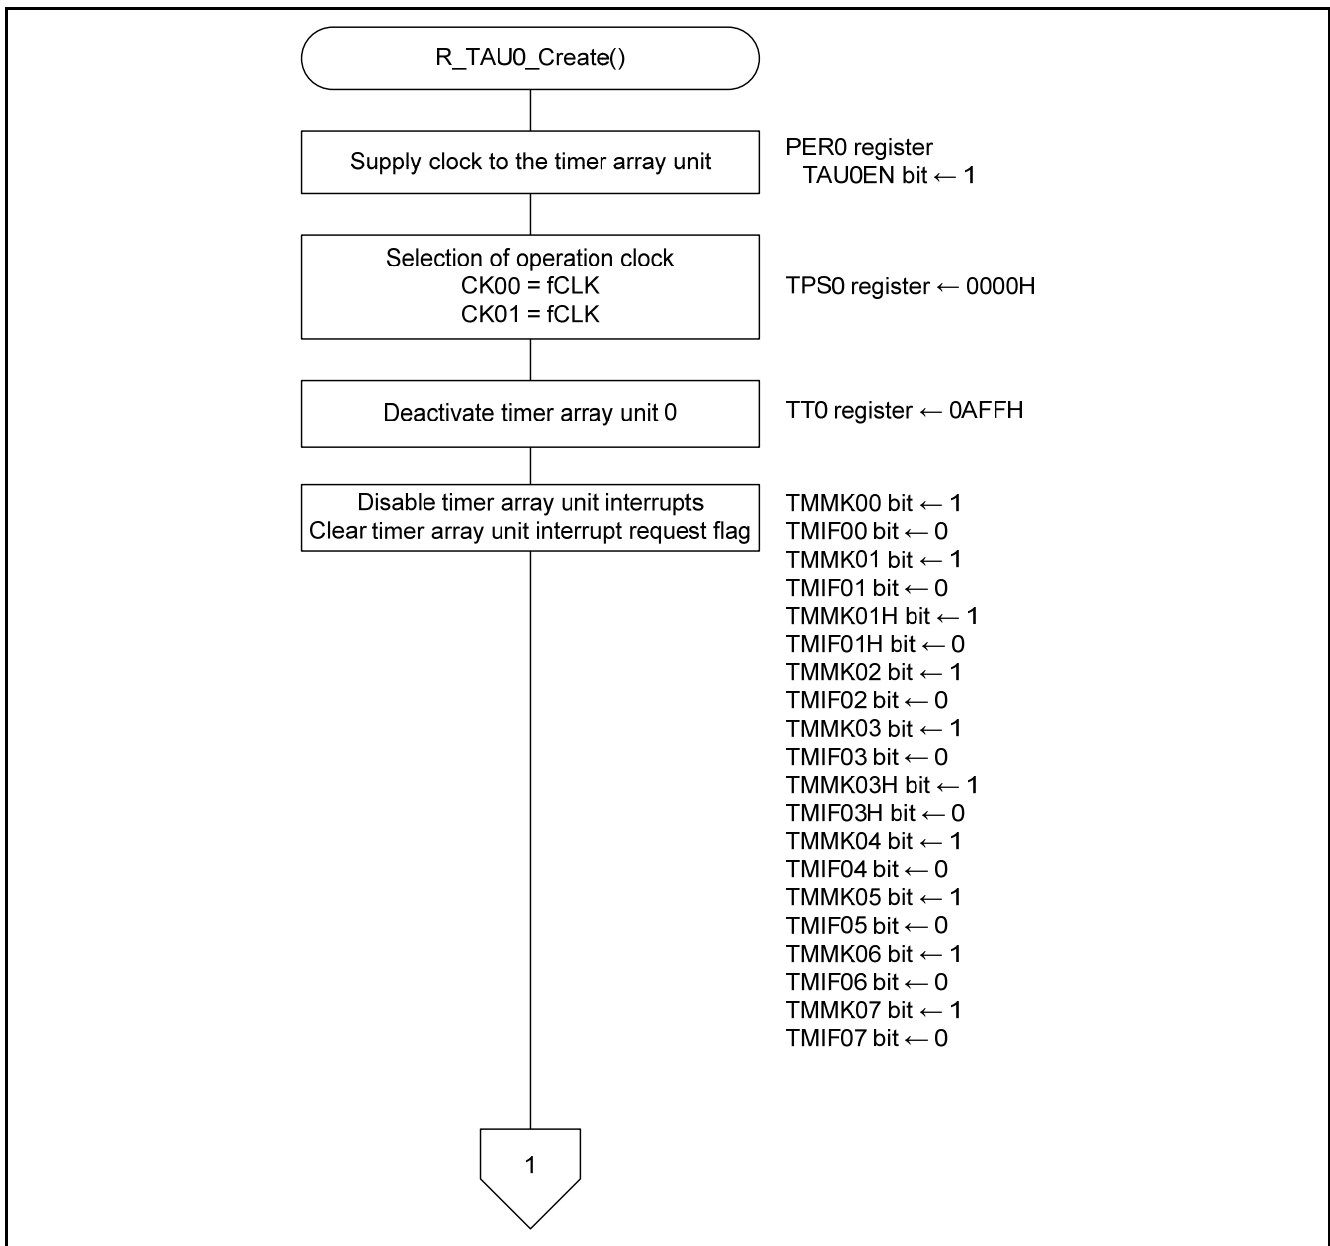 R_TAU0_Create()
Supply clock to the timer array unit
PER0 register
TAU0EN bit ← 1
Selection of operation clock
CK00 = fCLK
CK01 = fCLK
TPS0 register ← 0000H
Deactivate timer array unit 0
TT0 register ← 0AFFH
Disable timer array unit interrupts
Clear timer array unit interrupt request flag
TMMK00 bit ← 1
TMIF00 bit ← 0
TMMK01 bit ← 1
TMIF01 bit ← 0
TMMK01H bit ← 1
TMIF01H bit ← 0
TMMK02 bit ← 1
TMIF02 bit ← 0
TMMK03 bit ← 1
TMIF03 bit ← 0
TMMK03H bit ← 1
TMIF03H bit ← 0
TMMK04 bit ← 1
TMIF04 bit ← 0
TMMK05 bit ← 1
TMIF05 bit ← 0
TMMK06 bit ← 1
TMIF06 bit ← 0
TMMK07 bit ← 1
TMIF07 bit ← 0
1